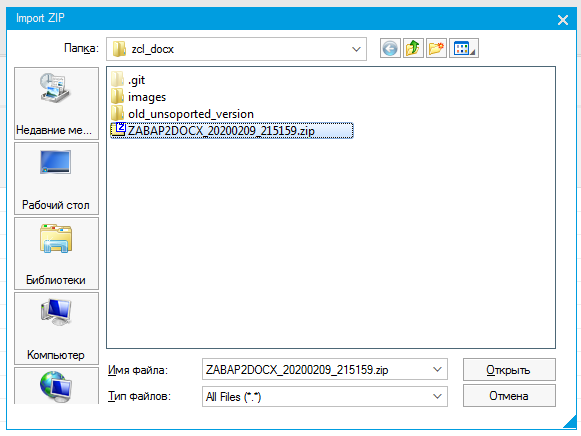 Import ZIP
Папка: zcl_docx
.git
images
old_unsoported_version
ZABAP2DOCX_20200209_215159.zip
Недавние ме...
Рабочий стол
Библиотеки
Компьютер
Имя файла: ZABAP2DOCX_20200209_215159.zip Открыть
Тип файлов: All Files (*.*) Отмена